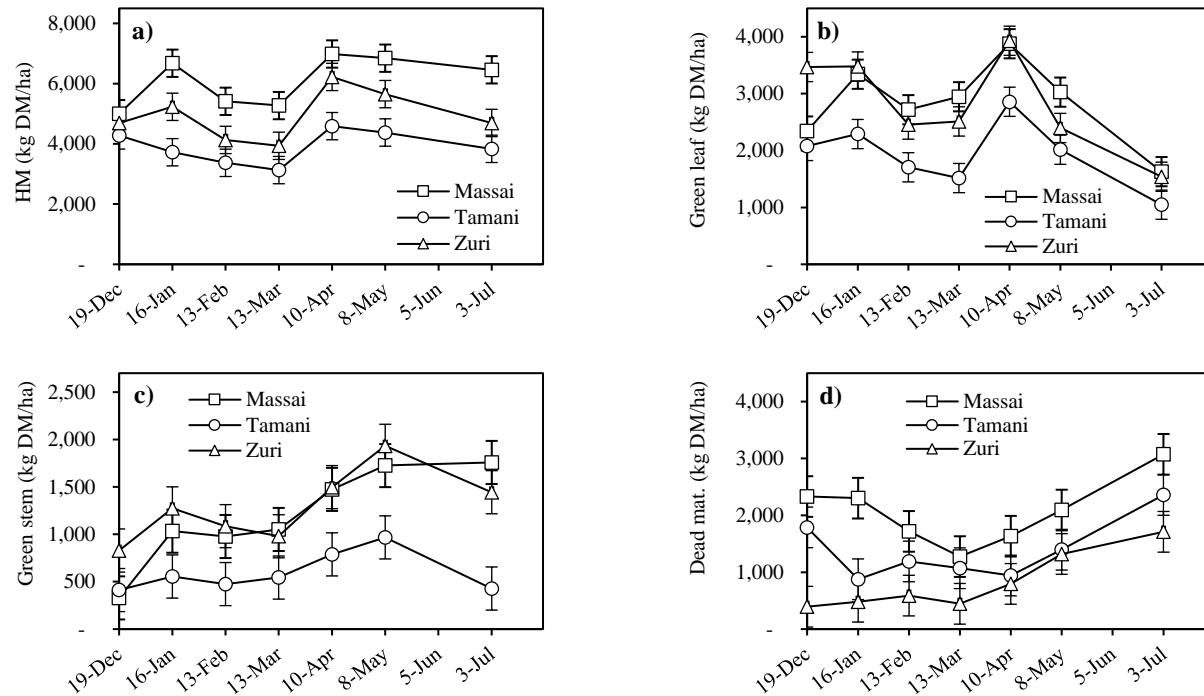 a)
HM (kg DM/ha)
8,000
6,000
4,000
2,000
-
Massai
Tamani
Zuri
19-Dec
16-Jan
13-Feb
13-Mar
10-Apr
8-May
5-Jun
3-Jul
b)
Green leaf (kg DM/ha)
4,000
3,000
2,000
1,000
-
Massai
Tamani
Zuri
19-Dec
16-Jan
13-Feb
13-Mar
10-Apr
8-May
5-Jun
3-Jul
c)
Green stem (kg DM/ha)
2,500
2,000
1,500
1,000
500
-
Massai
Tamani
Zuri
19-Dec
16-Jan
13-Feb
13-Mar
10-Apr
8-May
5-Jun
3-Jul
d)
Dead mat. (kg DM/ha)
4,000
3,000
2,000
1,000
-
Massai
Tamani
Zuri
19-Dec
16-Jan
13-Feb
13-Mar
10-Apr
8-May
5-Jun
3-Jul